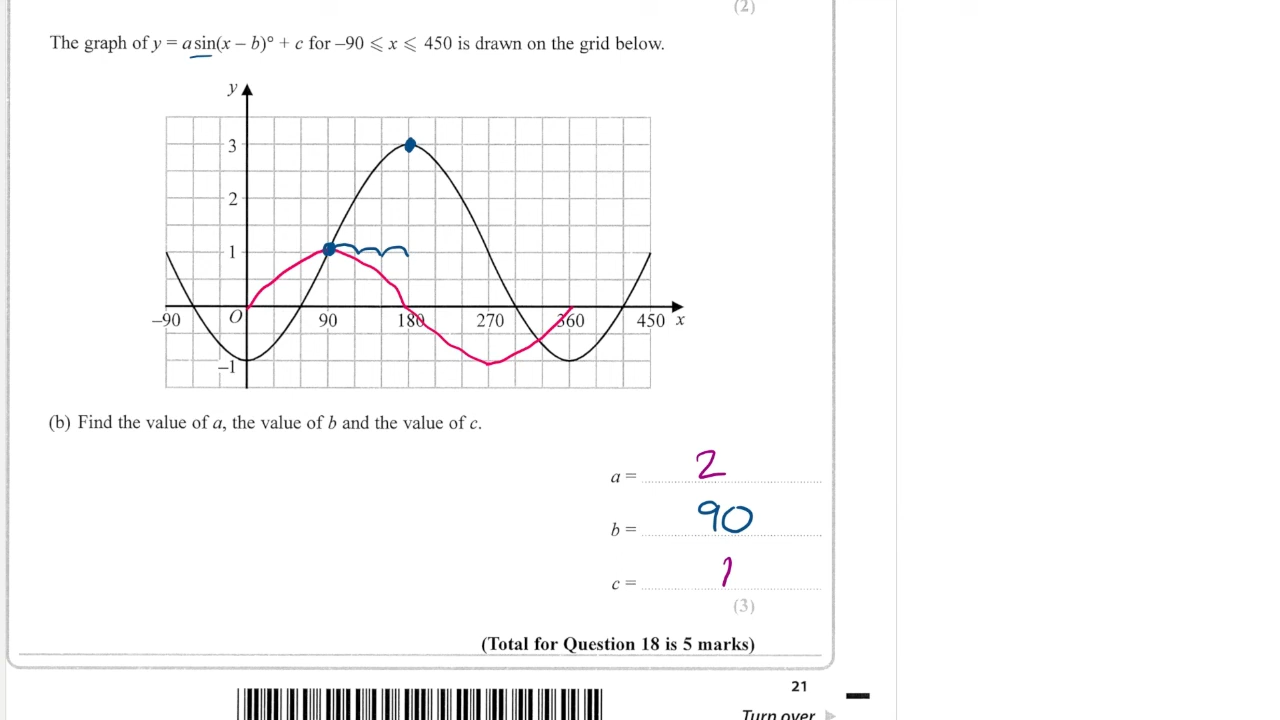 (2)
The graph of y = a sin(x − b)° + c for −90 ⩽ x ⩽ 450 is drawn on the grid below.
y
3
2
1
−90 O 90 180 270 360 450 x
−1
(b) Find the value of a, the value of b and the value of c.
a = 2
b = 90
c = 1
(3)
(Total for Question 18 is 5 marks)
21
Turn over